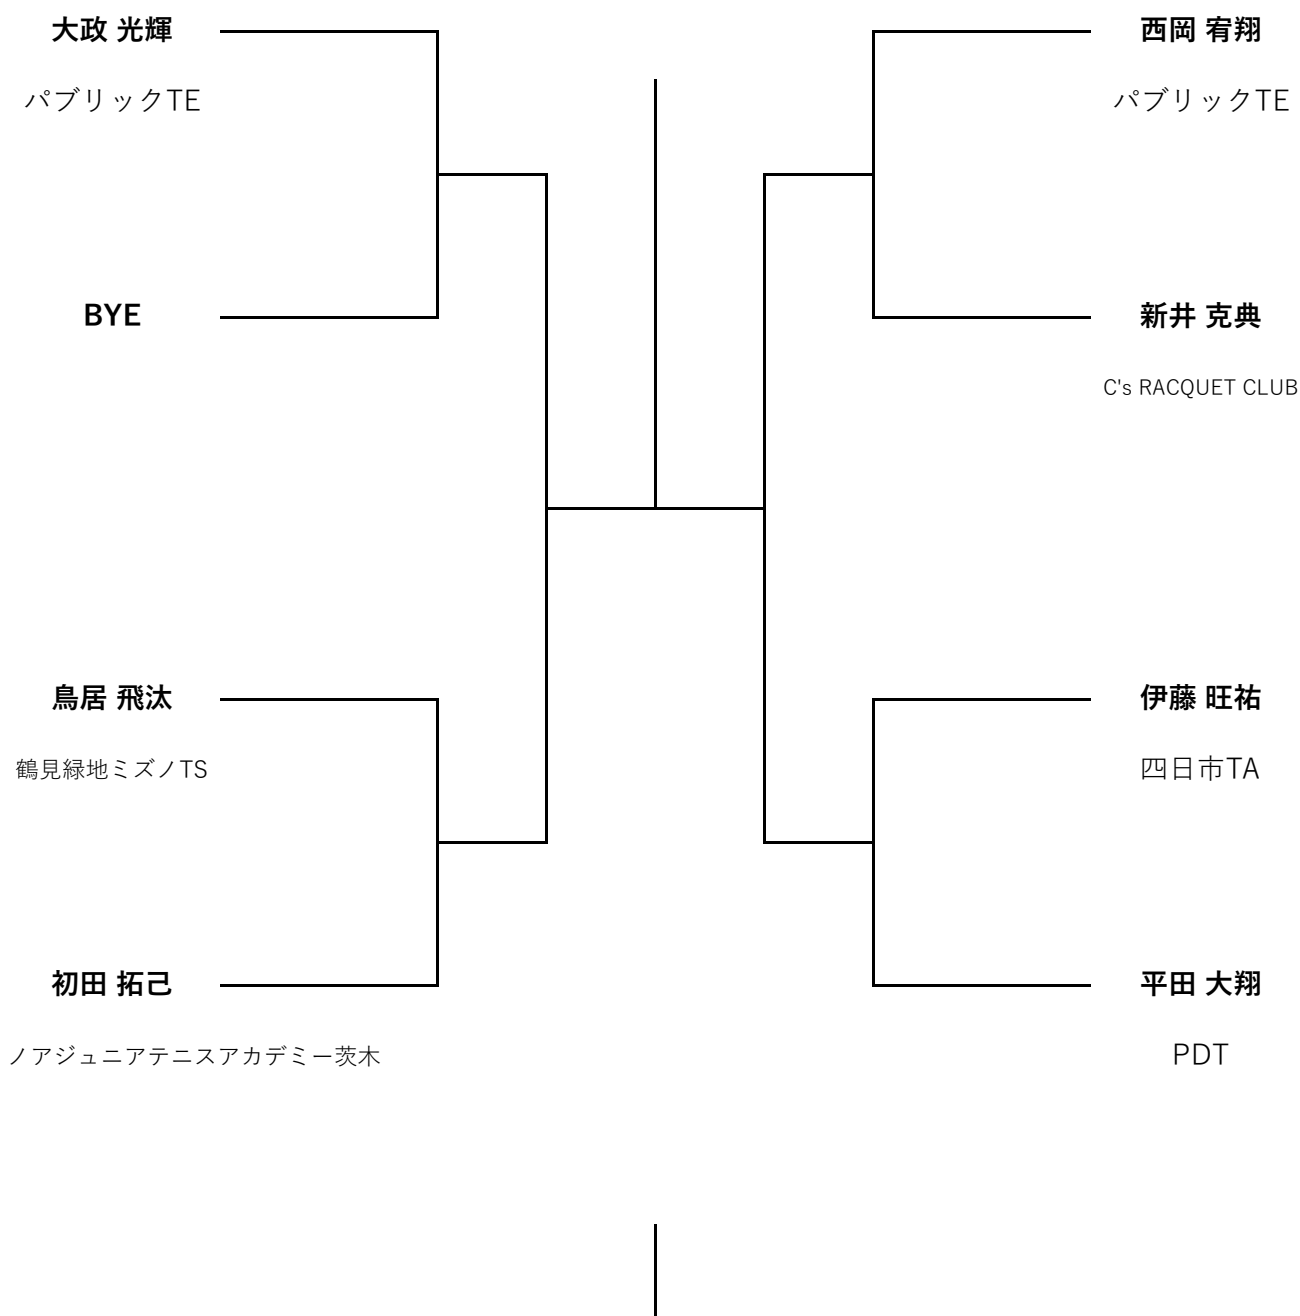 大政 光輝
パブリックTE
BYE
鳥居 飛汰
鶴見緑地ミズノTS
初田 拓己
ノアジュニアテニスアカデミー茨木
西岡 宥翔
パブリックTE
新井 克典
C's RACQUET CLUB
伊藤 旺祐
四日市TA
平田 大翔
PDT